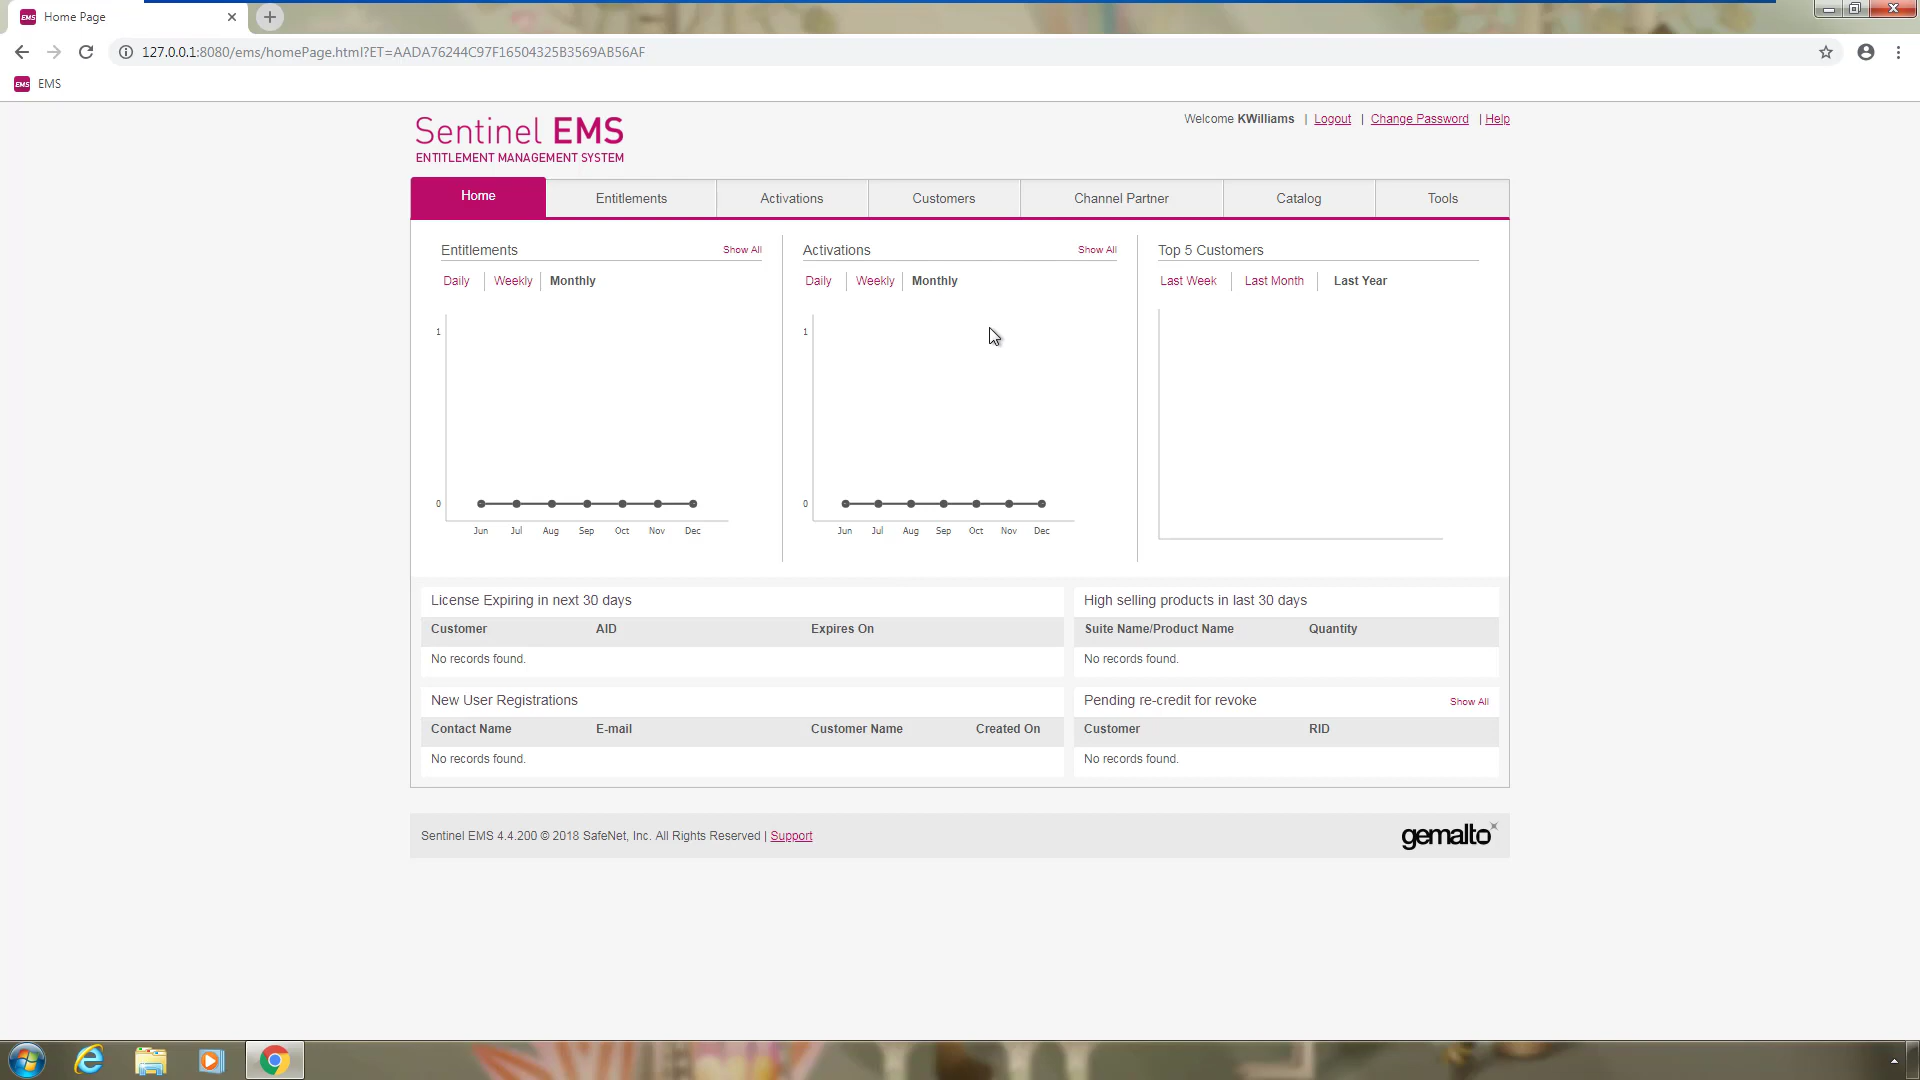 EMS Home Page
127.0.0.1:8080/ems/homePage.html?ET=AADA76244C97F16504325B3569AB56AF
EMS EMS
Welcome KWilliams | Logout | Change Password | Help
Sentinel EMS
ENTITLEMENT MANAGEMENT SYSTEM
Home Entitlements Activations Customers Channel Partner Catalog Tools
Entitlements Show All
Daily Weekly Monthly
1
0
Jun Jul Aug Sep Oct Nov Dec
Activations Show All
Daily Weekly Monthly
1
0
Jun Jul Aug Sep Oct Nov Dec
Top 5 Customers
Last Week Last Month Last Year
License Expiring in next 30 days
Customer AID Expires On
No records found.
High selling products in last 30 days
Suite Name/Product Name Quantity
No records found.
New User Registrations
Contact Name E-mail Customer Name Created On
No records found.
Pending re-credit for revoke Show All
Customer RID
No records found.
Sentinel EMS 4.4.200 © 2018 SafeNet, Inc. All Rights Reserved | Support
gemalto